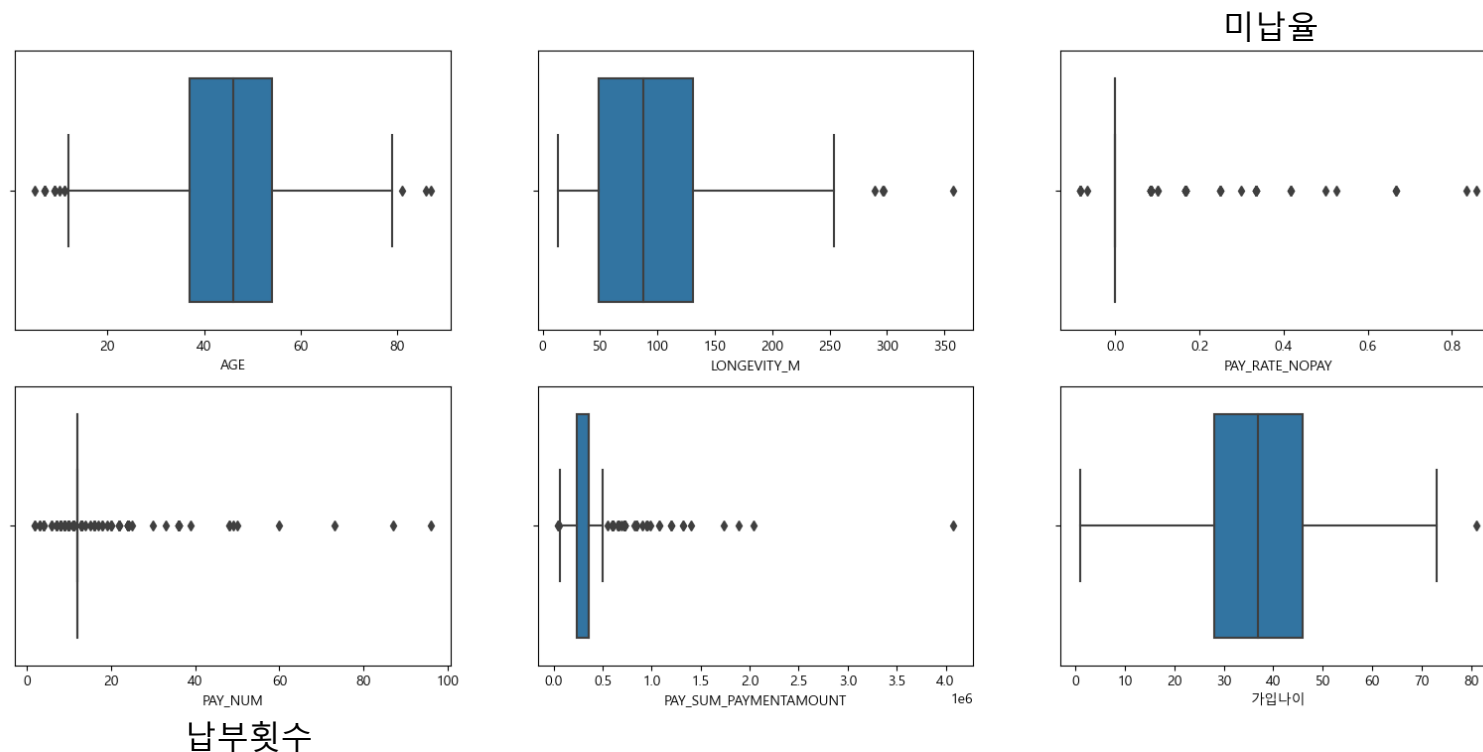 미납율
20 40 60 80
AGE
0 50 100 150 200 250 300 350
LONGEVITY_M
0.0 0.2 0.4 0.6 0.8
PAY_RATE_NOPAY
0 20 40 60 80 100
PAY_NUM
0.0 0.5 1.0 1.5 2.0 2.5 3.0 3.5 4.0
1e6
PAY_SUM_PAYMENTAMOUNT
0 10 20 30 40 50 60 70 80
가입나이
납부횟수